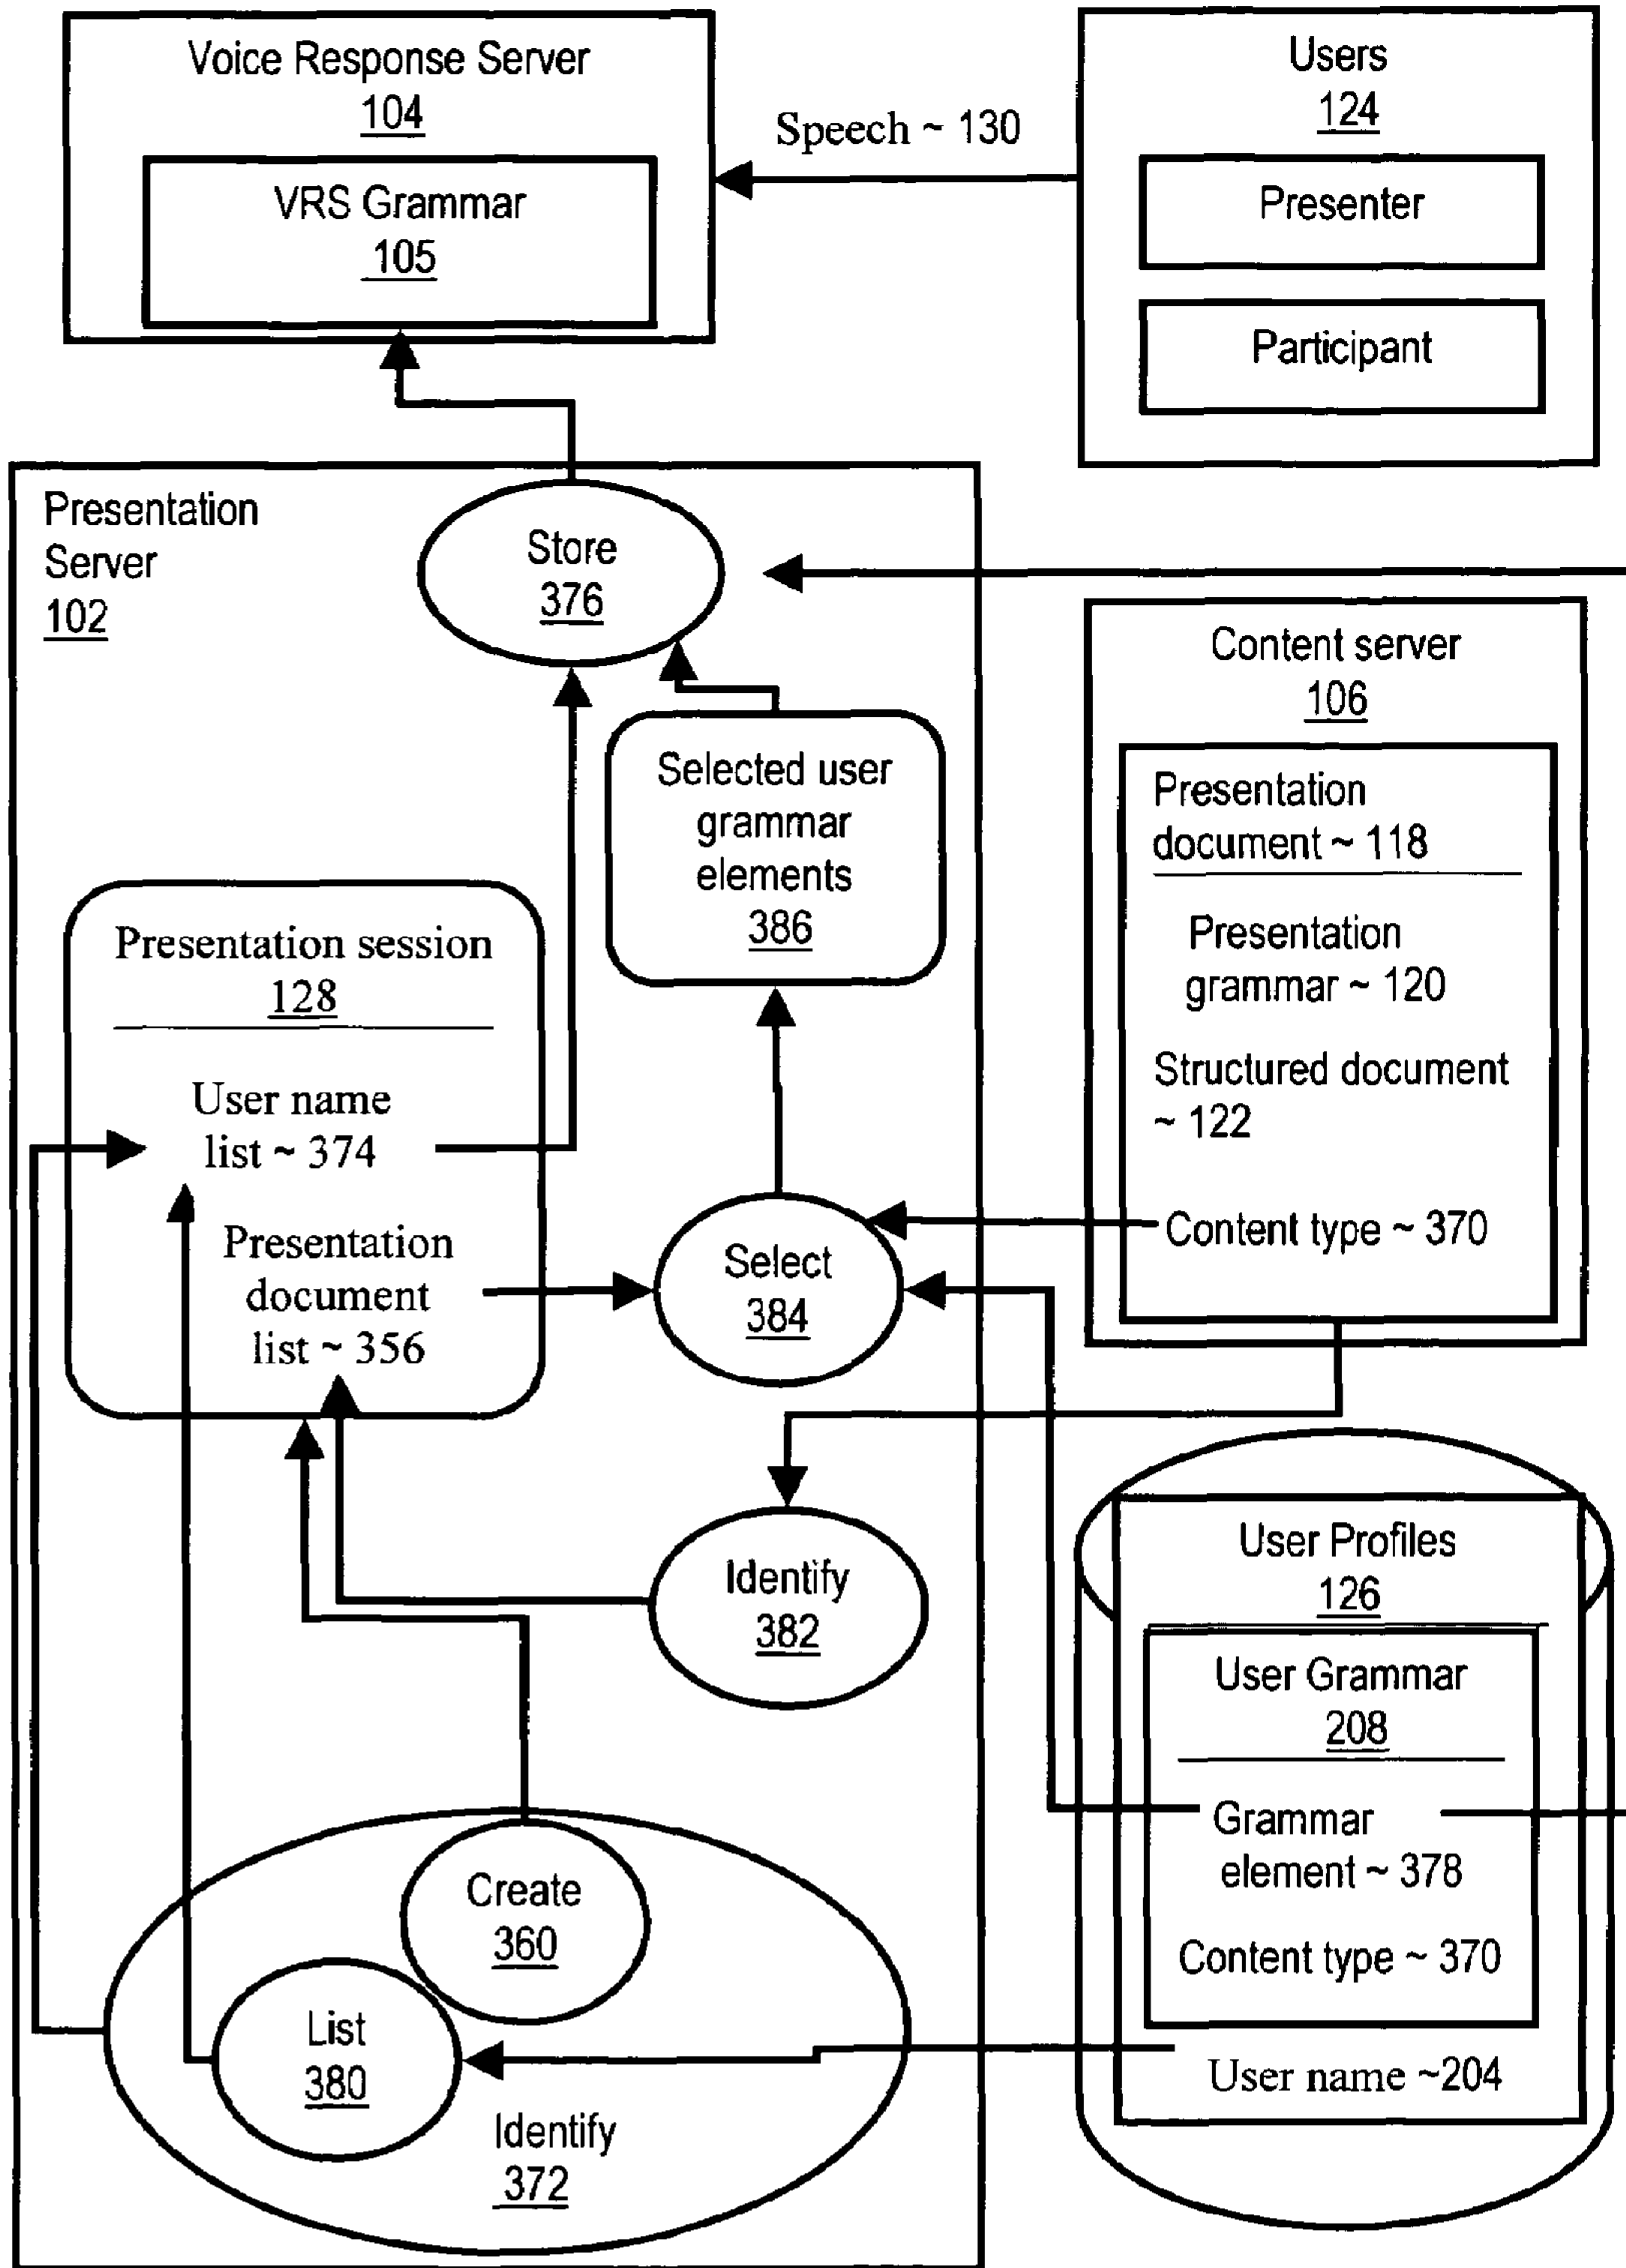 Voice Response Server
104
VRS Grammar
105
Speech ~ 130
Users
124
Presenter
Participant
Presentation
Server
102
Store
376
Selected user
grammar
elements
386
Content server
106
Presentation
document ~ 118
Presentation
grammar ~ 120
Structured document
~ 122
Content type ~ 370
Presentation session
128
User name
list ~ 374
Presentation
document
list ~ 356
Select
384
Identify
382
User Profiles
126
User Grammar
208
Grammar
element ~ 378
Content type ~ 370
User name ~204
Create
360
List
380
Identify
372